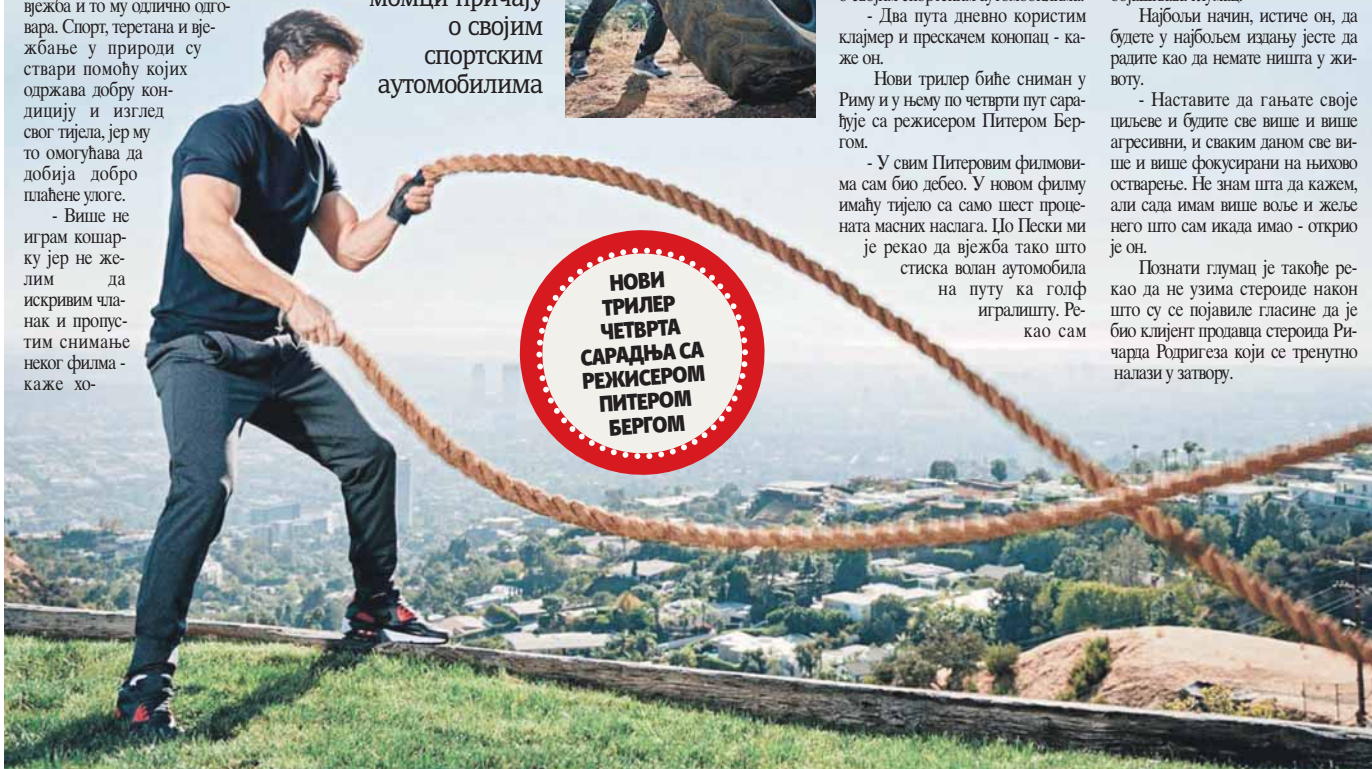 вјежба и то му одлично одго-
вара. Спорт, теретана и вје-
жбање у природи су
ствари помоћу којих
одржава добру кон-
дицију и изглед
свог тијела, јер му
то омогућава да
добија добро
плаћене улоге.
- Више не
играм кошар-
ку јер не же-
лим да
искривим чла-
нак и пропус-
тим снимање
неког филма -
каже хо-
момци причају
о својим
спортским
аутомобилима
НОВИ
ТРИЛЕР
ЧЕТВРТА
САРАДЊА СА
РЕЖИСЕРОМ
ПИТЕРОМ
БЕРГОМ
- Два пута дневно користим
клајмер и прескачем конопац - ка-
же он.
Нови трилер биће сниман у
Риму и у њему по четврти пут сара-
ђује са режисером Питером Бер-
гом.
- У свим Питеровим филмови-
ма сам био дебео. У новом филму
имаћу тијело са само шест проце-
ната масних наслага. Џо Пески ми
је рекао да вјежба тако што
стиска волан аутомобила
на путу ка голф
игралишту. Ре-
као сам
Најбољи начин, истиче он, да
будете у најбољем издању јесте да
радите као да немате ништа у жи-
воту.
- Наставите да гањате своје
циљеве и будите све више и више
агресивни, и сваким даном све ви-
ше и више фокусирани на њихово
остварење. Не знам шта да кажем,
али сада имам више воље и жеље
него што сам икада имао - открио
је он.
Познати глумац је такође ре-
као да не узима стероиде након
што су се појавиле гласине да је
био клијент продавца стероида Ри-
чарда Родригеза који се тренутно
налази у затвору.